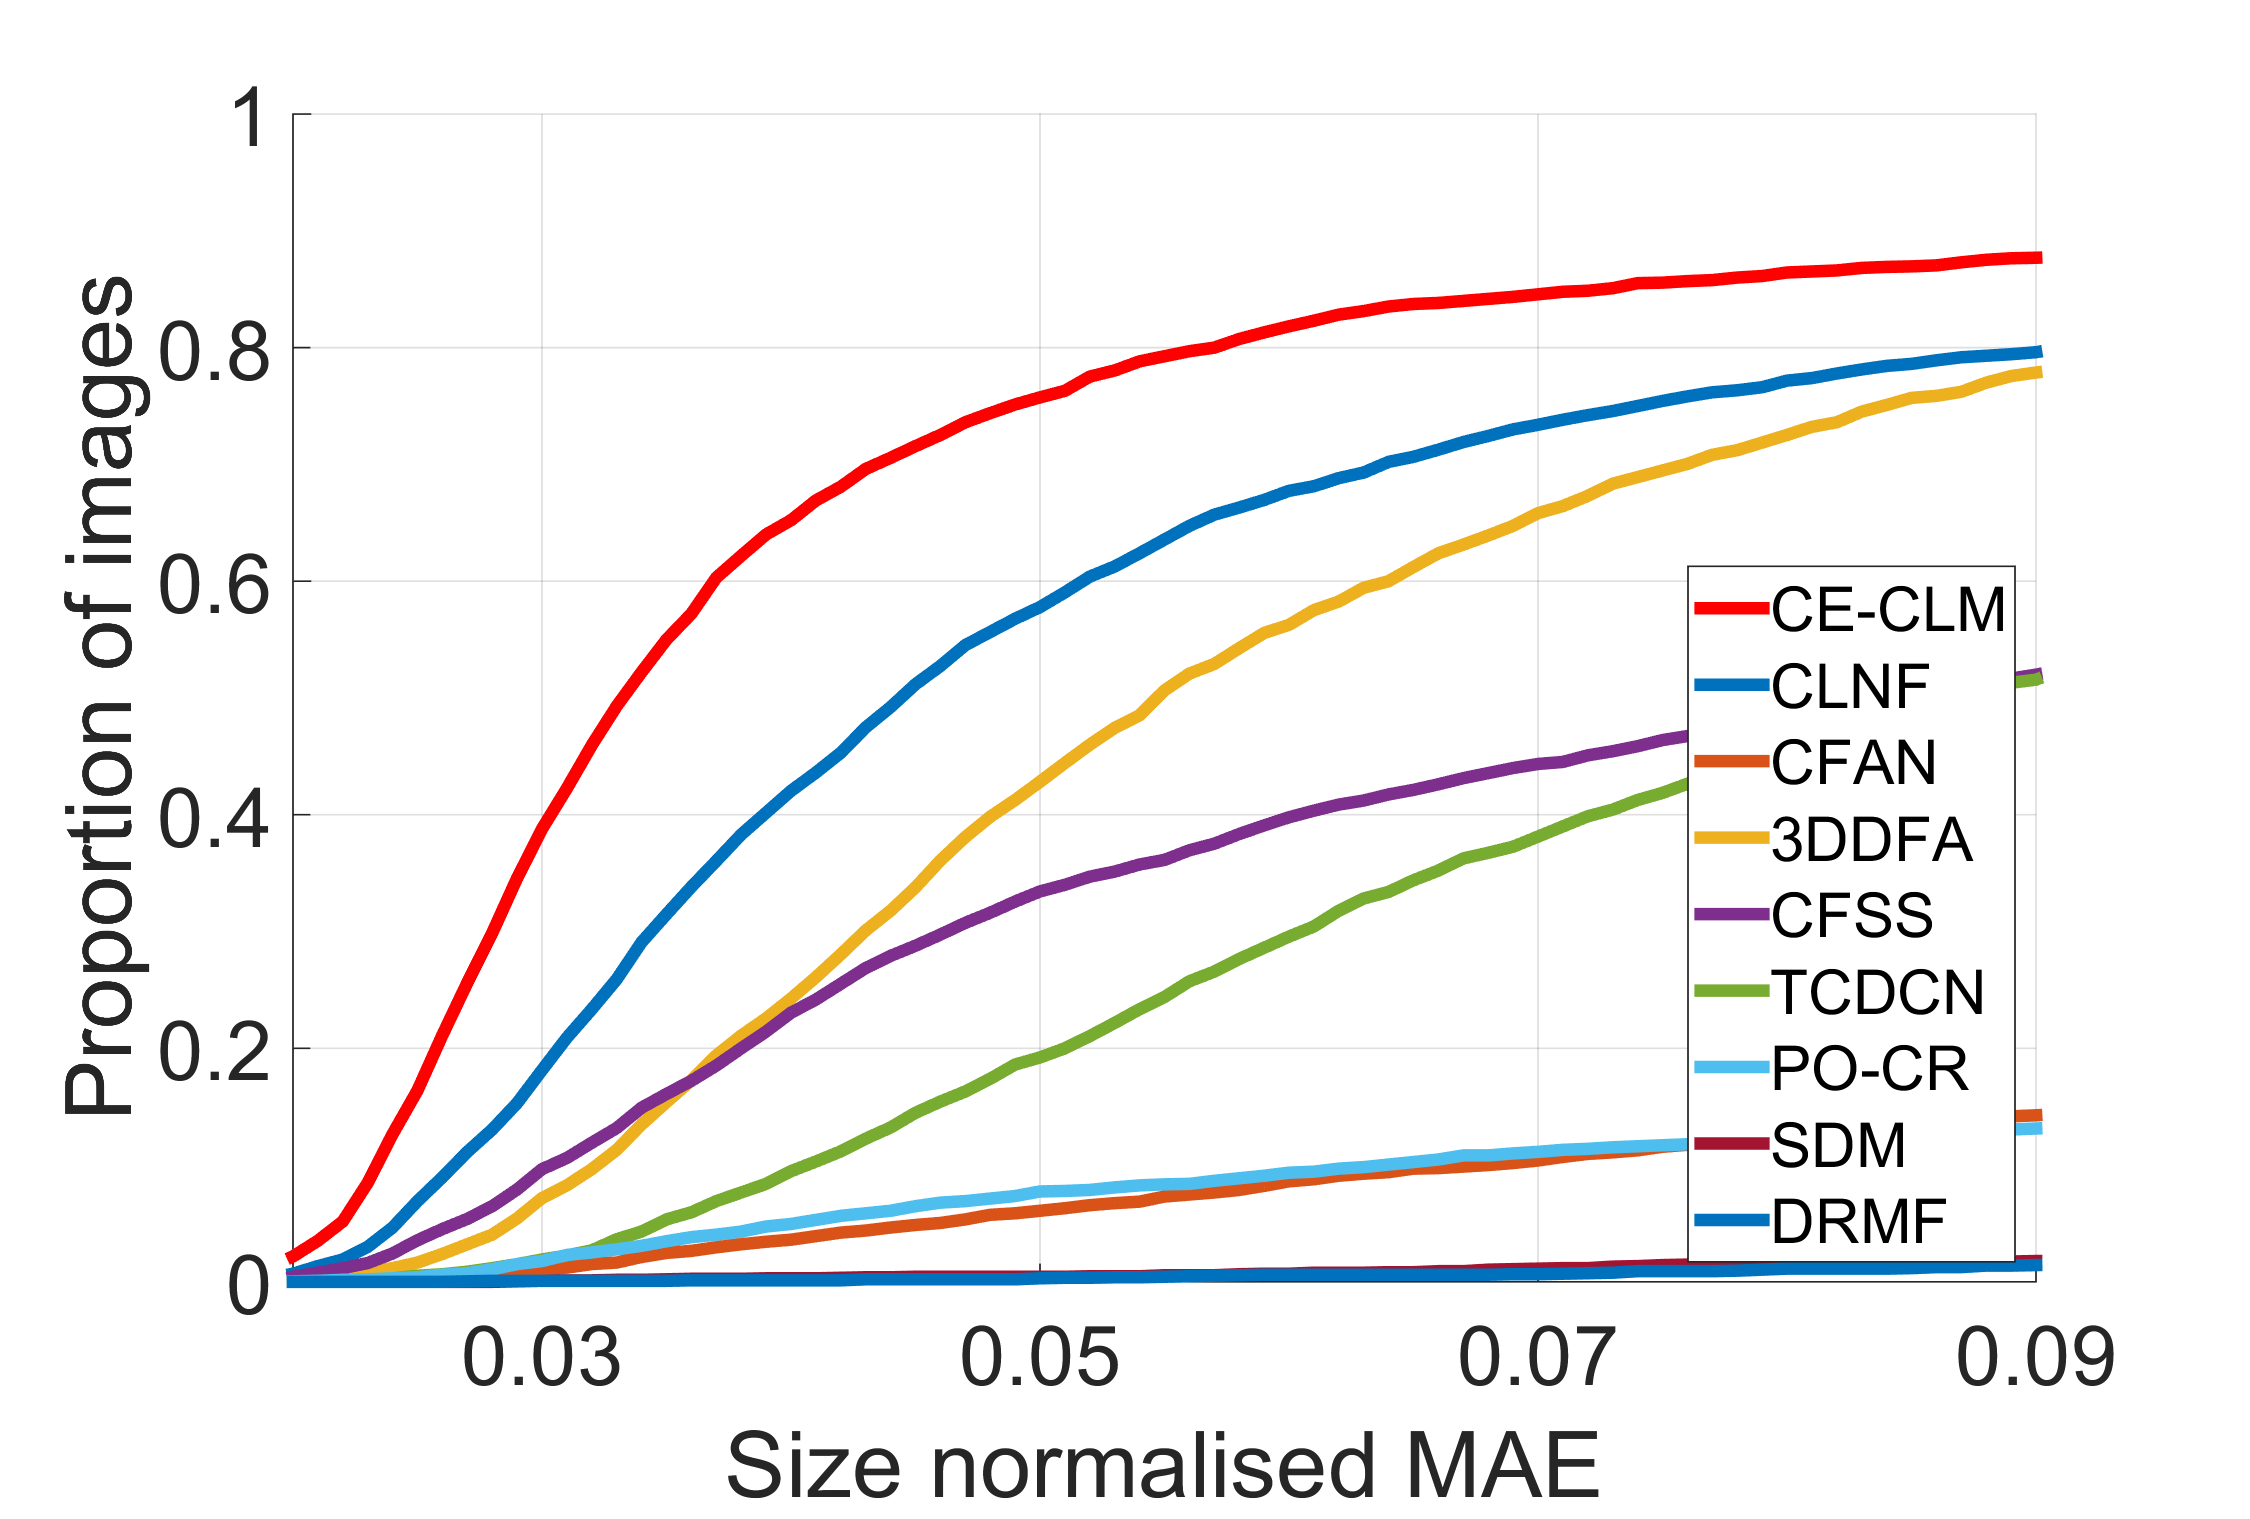 Proportion of images
1
0.8
0.6
0.4
0.2
0
0.03
0.05
0.07
0.09
Size normalised MAE
CE-CLM
CLNF
CFAN
3DDFA
CFSS
TCDCN
PO-CR
SDM
DRMF